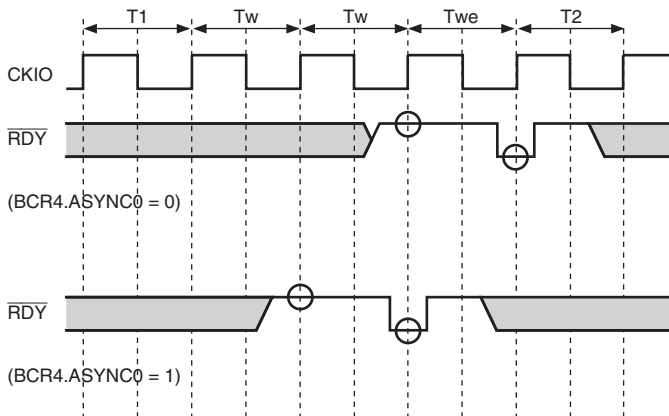 T1 Tw Tw Twe T2
CKIO
RDY
(BCR4.ASYNC0 = 0)
RDY
(BCR4.ASYNC0 = 1)